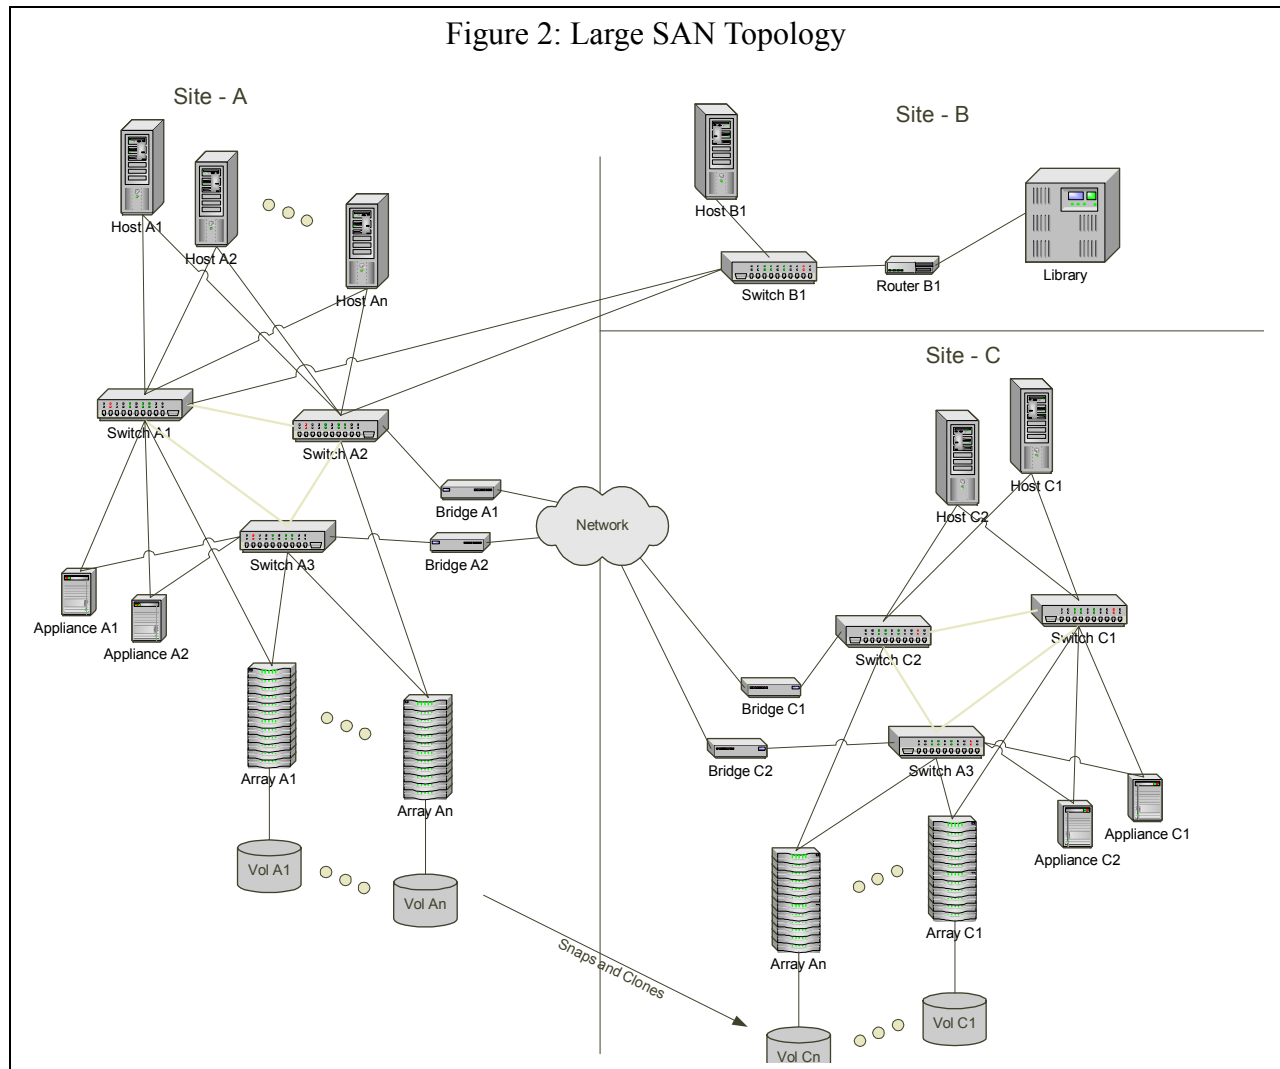 Figure 2: Large SAN Topology
Site - A
Site - B
Host A1
Host A2
Host An
Host B1
Switch B1
Router B1
Library
Site - C
Switch A1
Switch A2
Host C1
Host C2
Bridge A1
Network
Switch A3
Bridge A2
Appliance A1
Appliance A2
Switch C2
Switch C1
Bridge C1
Bridge C2
Switch A3
Array A1
Array An
Appliance C1
Appliance C2
Vol A1
Vol An
Array C1
Array An
Snaps and Clones
Vol C1
Vol Cn